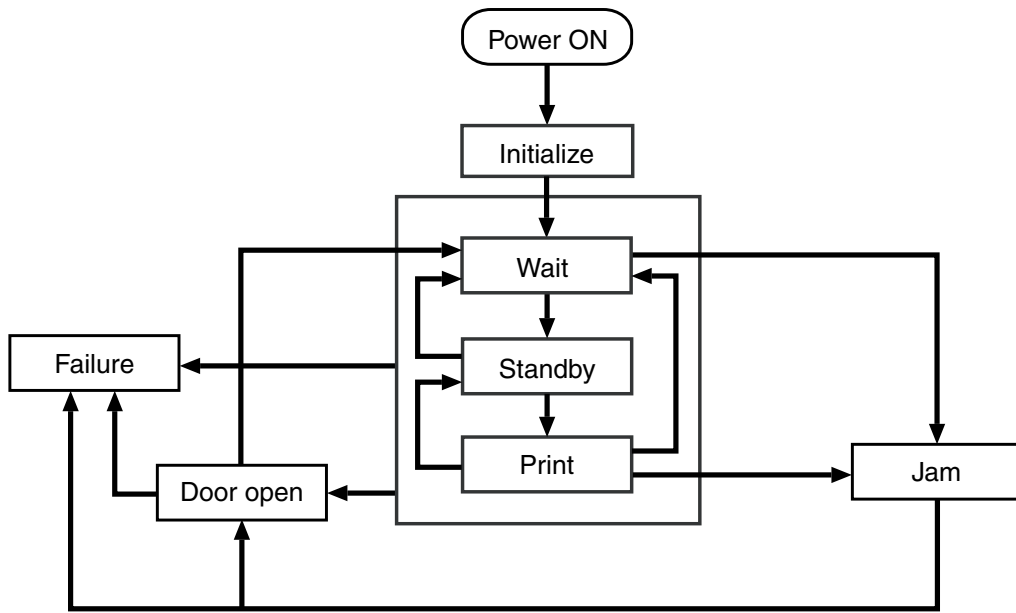 Power ON
Initialize
Wait
Failure
Standby
Print
Door open
Jam